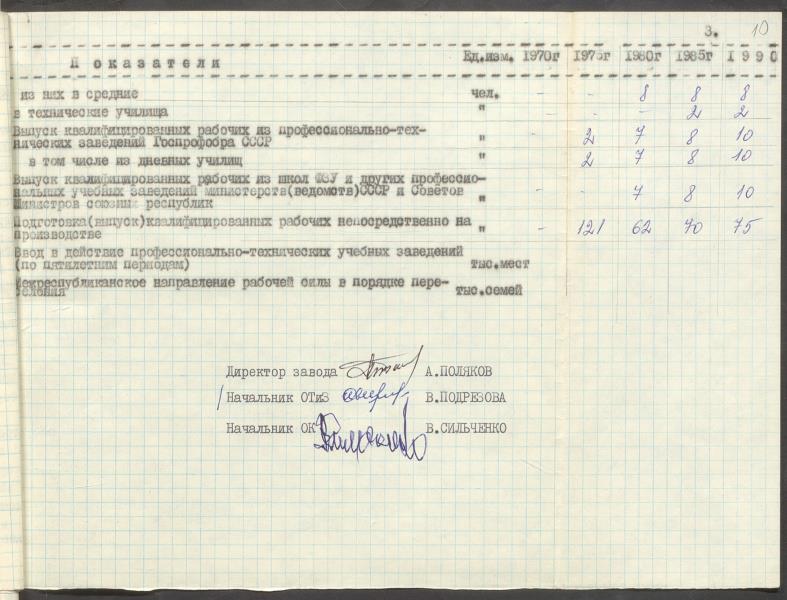 3. 10
Показатели Ед.изм. 1970г 1975г 1980г 1985г 1990
из них в средние чел. - - 8 8 8
в технические училища " - - - 2 2
Выпуск квалифицированных рабочих из профессионально-тех-
нических заведений Госпрофобра СССР " - 2 7 8 10
в том числе из дневных училищ " 2 7 8 10
Выпуск квалифицированных рабочих из школ ФЗУ и других профессио-
нальных учебных заведений министерств(ведомств)СССР и Советов
Министров союзных республик " - - 7 8 10
Подготовка(выпуск)квалифицированных рабочих непосредственно на
производстве " - 121 62 70 75
Ввод в действие профессионально-технических учебных заведений
(по пятилетним периодам) тыс.мест
Межреспубликанское направление рабочей силы в порядке пере-
селения тыс.семей
Директор завода А.ПОЛЯКОВ
Начальник ОТиЗ В.ПОДРЕЗОВА
Начальник ОК В.СИЛЬЧЕНКО